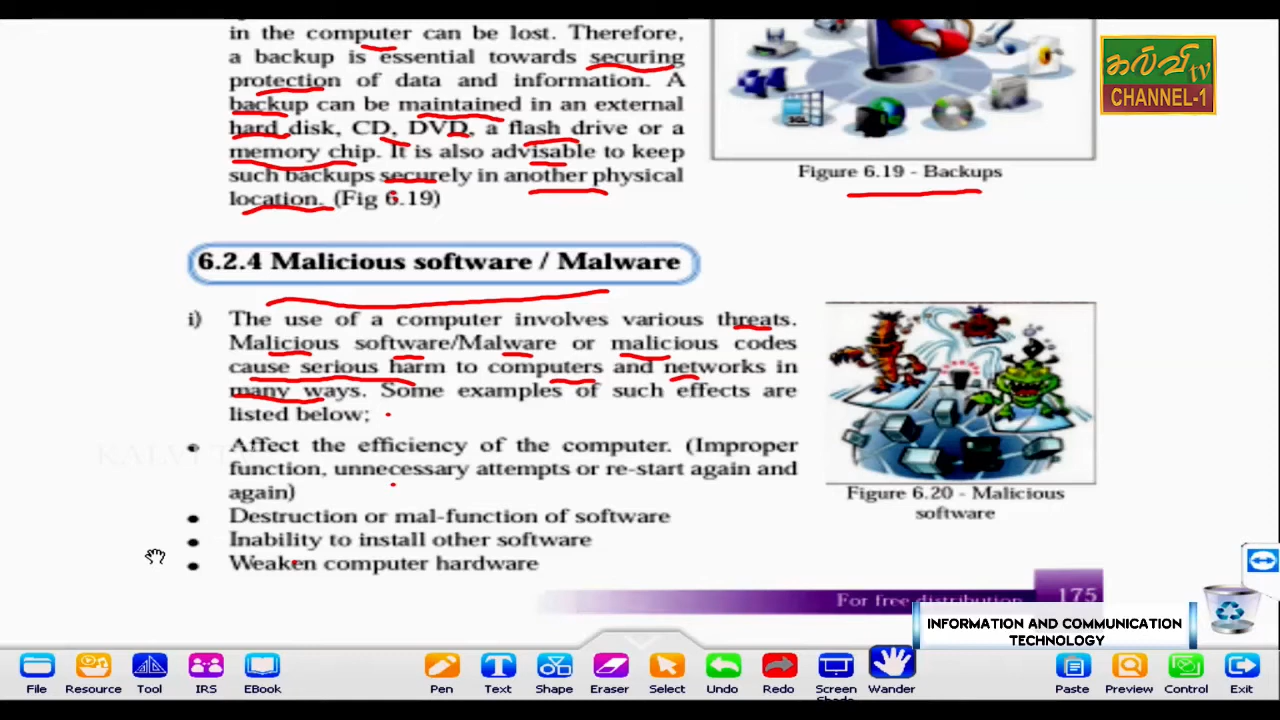 in the computer can be lost. Therefore,
a backup is essential towards securing
protection of data and information. A
backup can be maintained in an external
hard disk, CD, DVD, a flash drive or a
memory chip. It is also advisable to keep
such backups securely in another physical
location. (Fig 6.19)
SQL
Figure 6.19 - Backups
கல்வி tv
CHANNEL-1
6.2.4 Malicious software / Malware
i) The use of a computer involves various threats.
Malicious software/Malware or malicious codes
cause serious harm to computers and networks in
many ways. Some examples of such effects are
listed below;
• Affect the efficiency of the computer. (Improper
function, unnecessary attempts or re-start again and
again)
• Destruction or mal-function of software
• Inability to install other software
• Weaken computer hardware
Figure 6.20 - Malicious
software
For free distribution 175
INFORMATION AND COMMUNICATION
TECHNOLOGY
File Resource Tool IRS EBook Pen Text Shape Eraser Select Undo Redo Screen Wander Paste Preview Control Exit